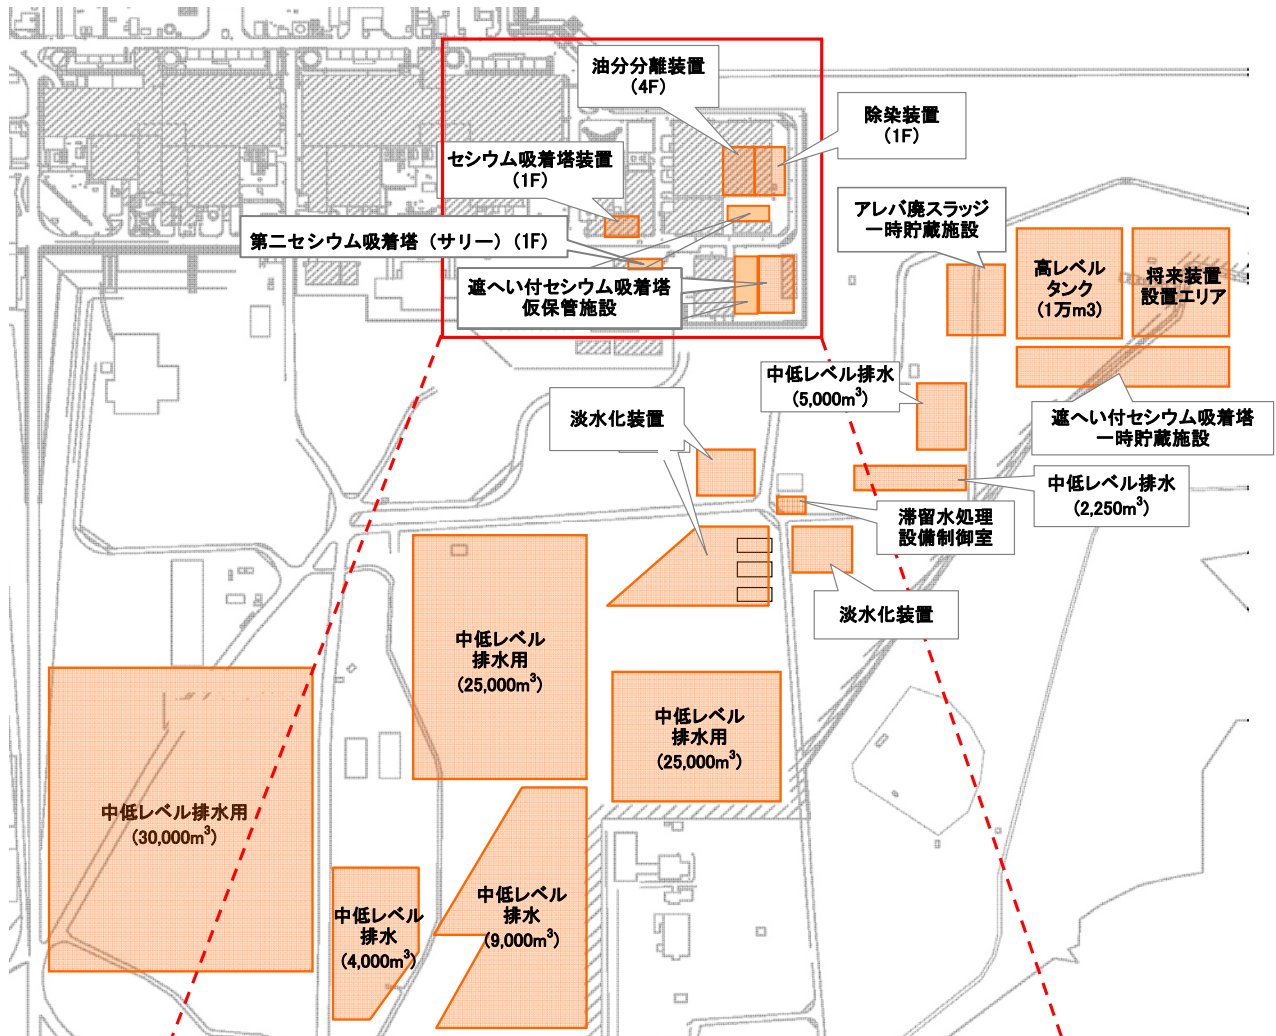 油分分離装置
(4F)
除染装置
(1F)
セシウム吸着塔装置
(1F)
アレバ廃スラッジ
一時貯蔵施設
第二セシウム吸着塔（サリー）(1F)
遮へい付セシウム吸着塔
仮保管施設
高レベル
タンク
(1万m3)
将来装置
設置エリア
中低レベル排水
(5,000m³)
遮へい付セシウム吸着塔
一時貯蔵施設
淡水化装置
中低レベル排水
(2,250m³)
滞留水処理
設備制御室
淡水化装置
中低レベル
排水用
(25,000m³)
中低レベル
排水用
(25,000m³)
中低レベル排水用
(30,000m³)
中低レベル
排水
(9,000m³)
中低レベル
排水
(4,000m³)